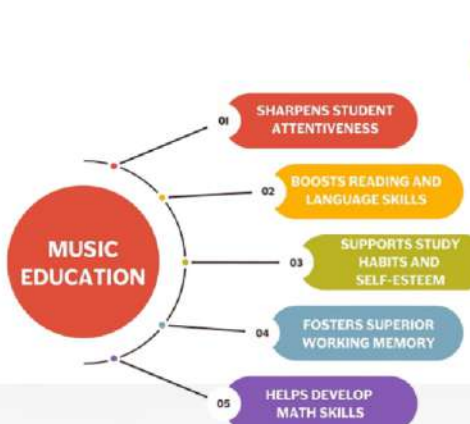 MUSIC
EDUCATION
01
SHARPENS STUDENT
ATTENTIVENESS
02
BOOSTS READING AND
LANGUAGE SKILLS
03
SUPPORTS STUDY
HABITS AND
SELF-ESTEEM
04
FOSTERS SUPERIOR
WORKING MEMORY
05
HELPS DEVELOP
MATH SKILLS